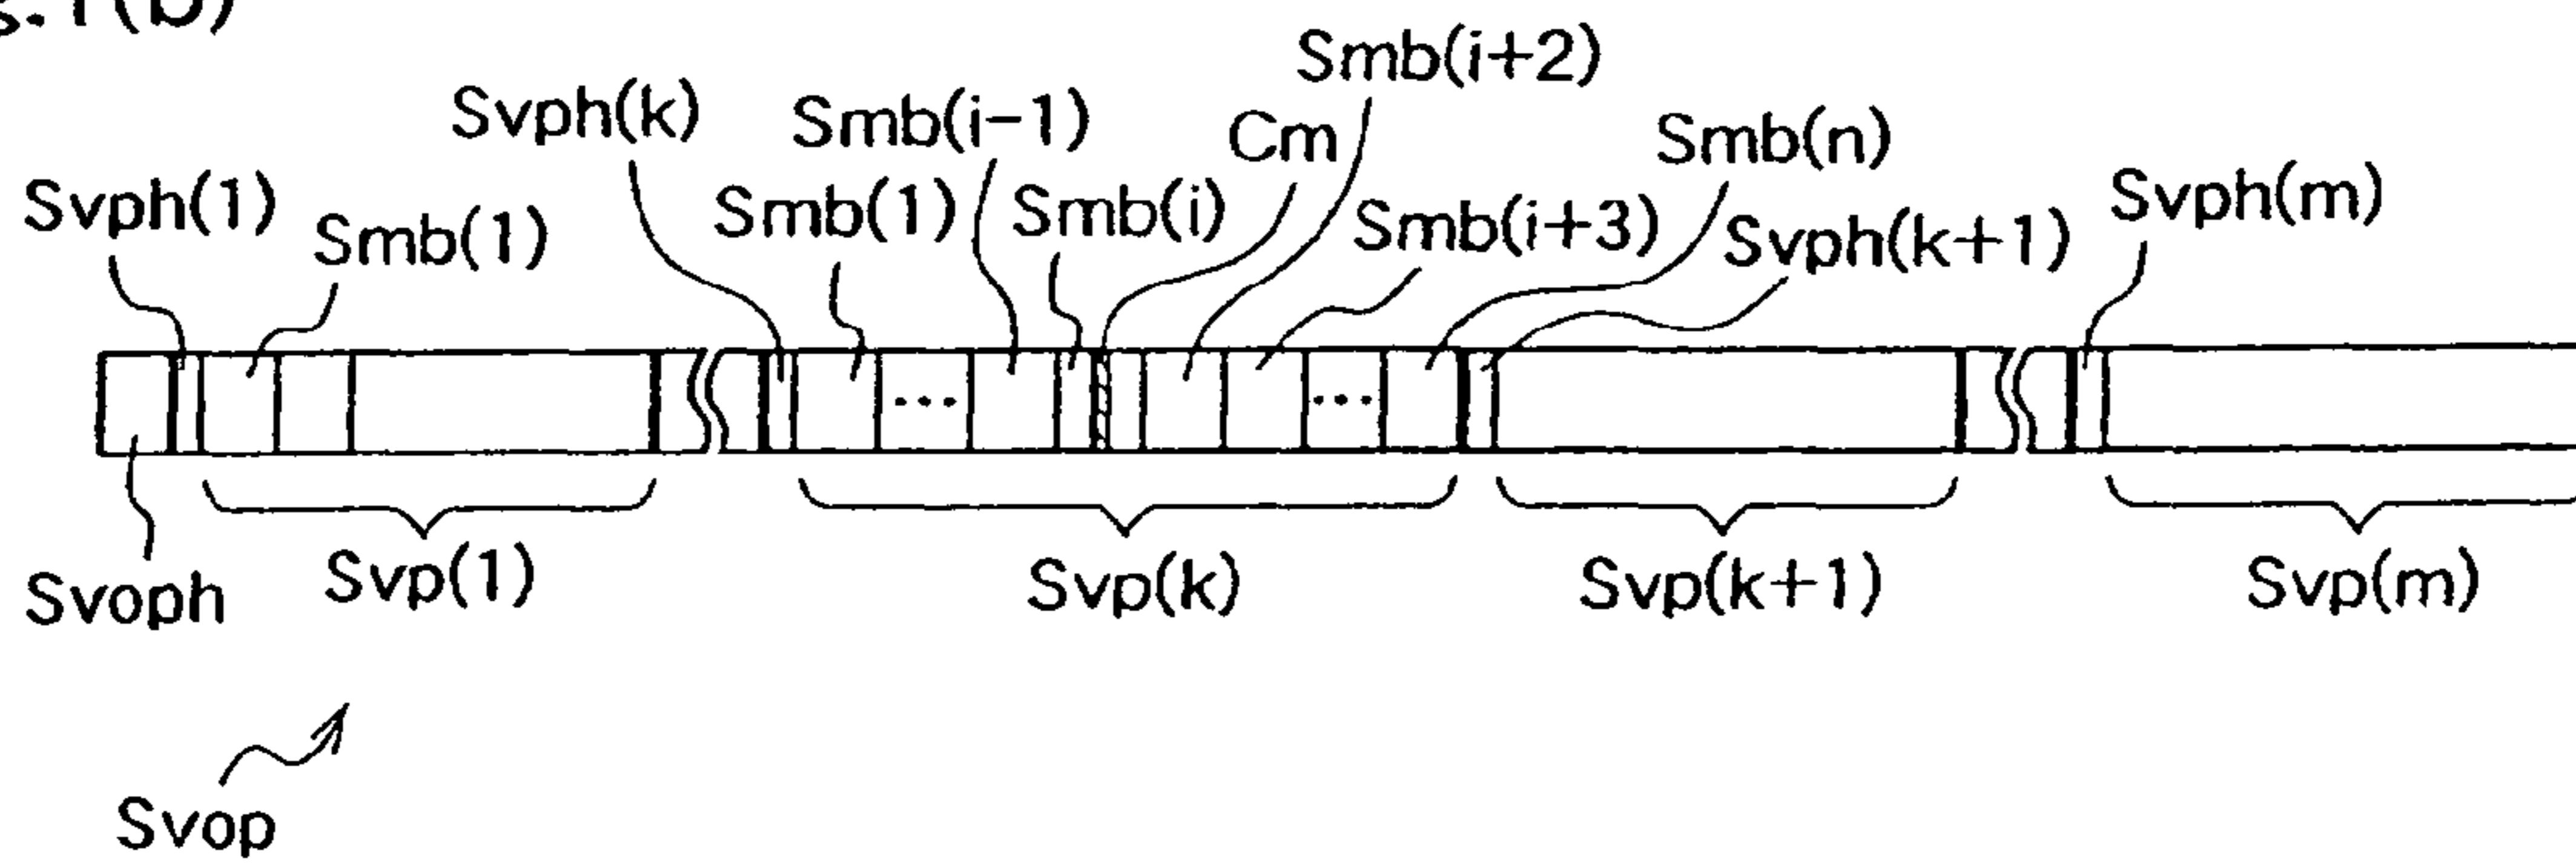 s.1(b)
Smb(i+2)
Svph(k) Smb(i-1) Cm Smb(n)
Svph(1) Smb(1) Smb(1) Smb(i) Smb(i+3) Svph(k+1) Svph(m)
... ...
Svoph Svp(1) Svp(k) Svp(k+1) Svp(m)
Svop